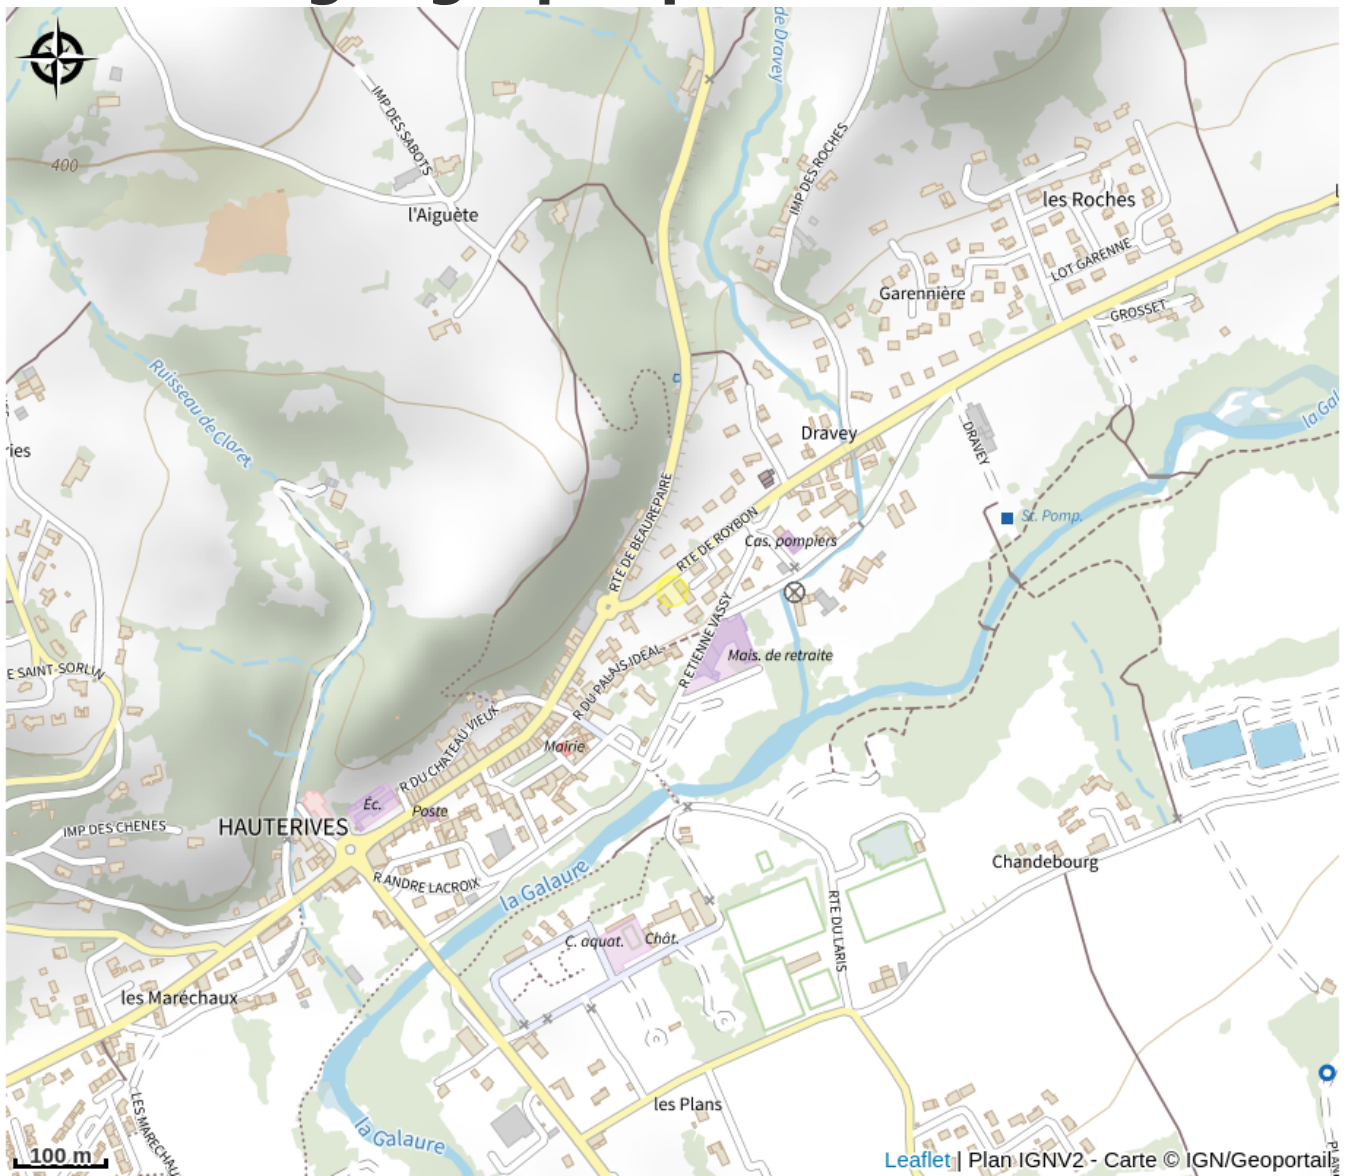 de Dravey
IMP DES SABOTS
IMP DES ROCHES
400
l'Aiguète
les Roches
LOT GARENNE
Garennière
GROSSET
Ruisseau de Claret
la Gal
Dravey
DRAVEY
ries
RTE DE BEAUREPAIRE
RTE DE ROYBON
St. Pomp.
Cas. pompiers
R ETIENNE VASSY
Mais. de retraite
R DU PALAIS IDEAL
E SAINT-SORLIN
R DU CHATEAU VIEUX
Mairie
Éc.
Poste
HAUTERIVES
IMP DES CHENES
R ANDRE LACROIX
la Galaure
Chandebourg
RTE DU LARIS
C. aquat.
Chât.
les Maréchaux
LES MARECHAU
les Plans
la Galaure
PLAN
100 m
Leaflet | Plan IGNV2 - Carte © IGN/Geoportail